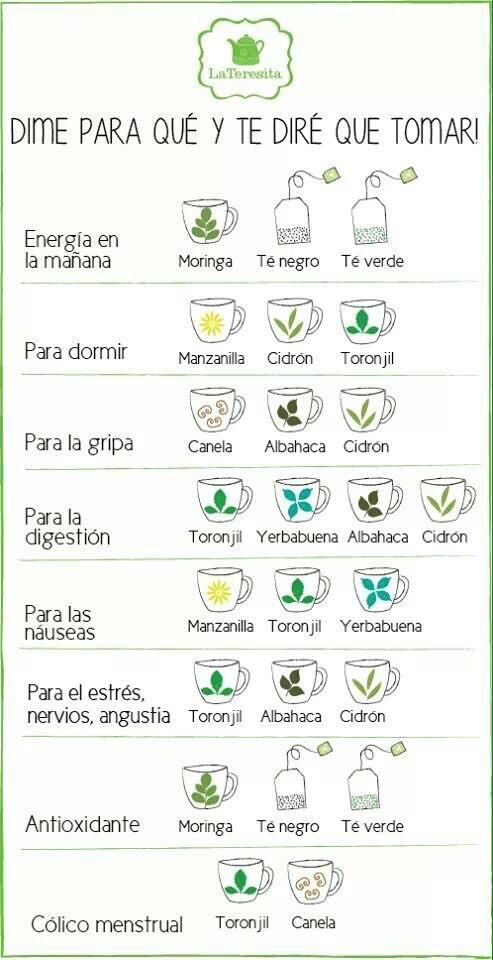 LaTeresita
DIME PARA QUÉ Y TE DIRÉ QUE TOMAR!
Energía en
la mañana
Moringa Té negro Té verde
Para dormir
Manzanilla Cidrón Toronjil
Para la gripa
Canela Albahaca Cidrón
Para la
digestión
Toronjil Yerbabuena Albahaca Cidrón
Para las
náuseas
Manzanilla Toronjil Yerbabuena
Para el estrés,
nervios, angustia
Toronjil Albahaca Cidrón
Antioxidante
Moringa Té negro Té verde
Cólico menstrual
Toronjil Canela